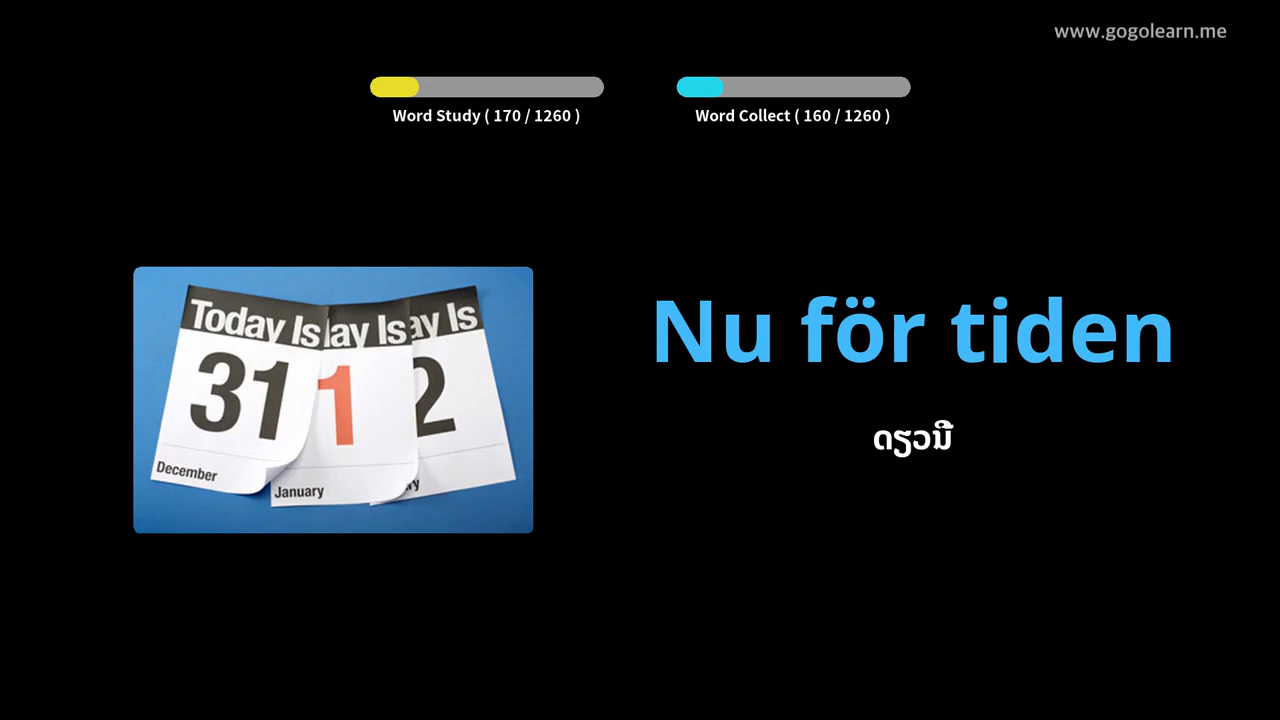 www.gogolearn.me
Word Study ( 170 / 1260 )
Word Collect ( 160 / 1260 )
Today Is
ay Is
ay Is
31
1
2
December
January
ry
Nu för tiden
ດຽວນີ້